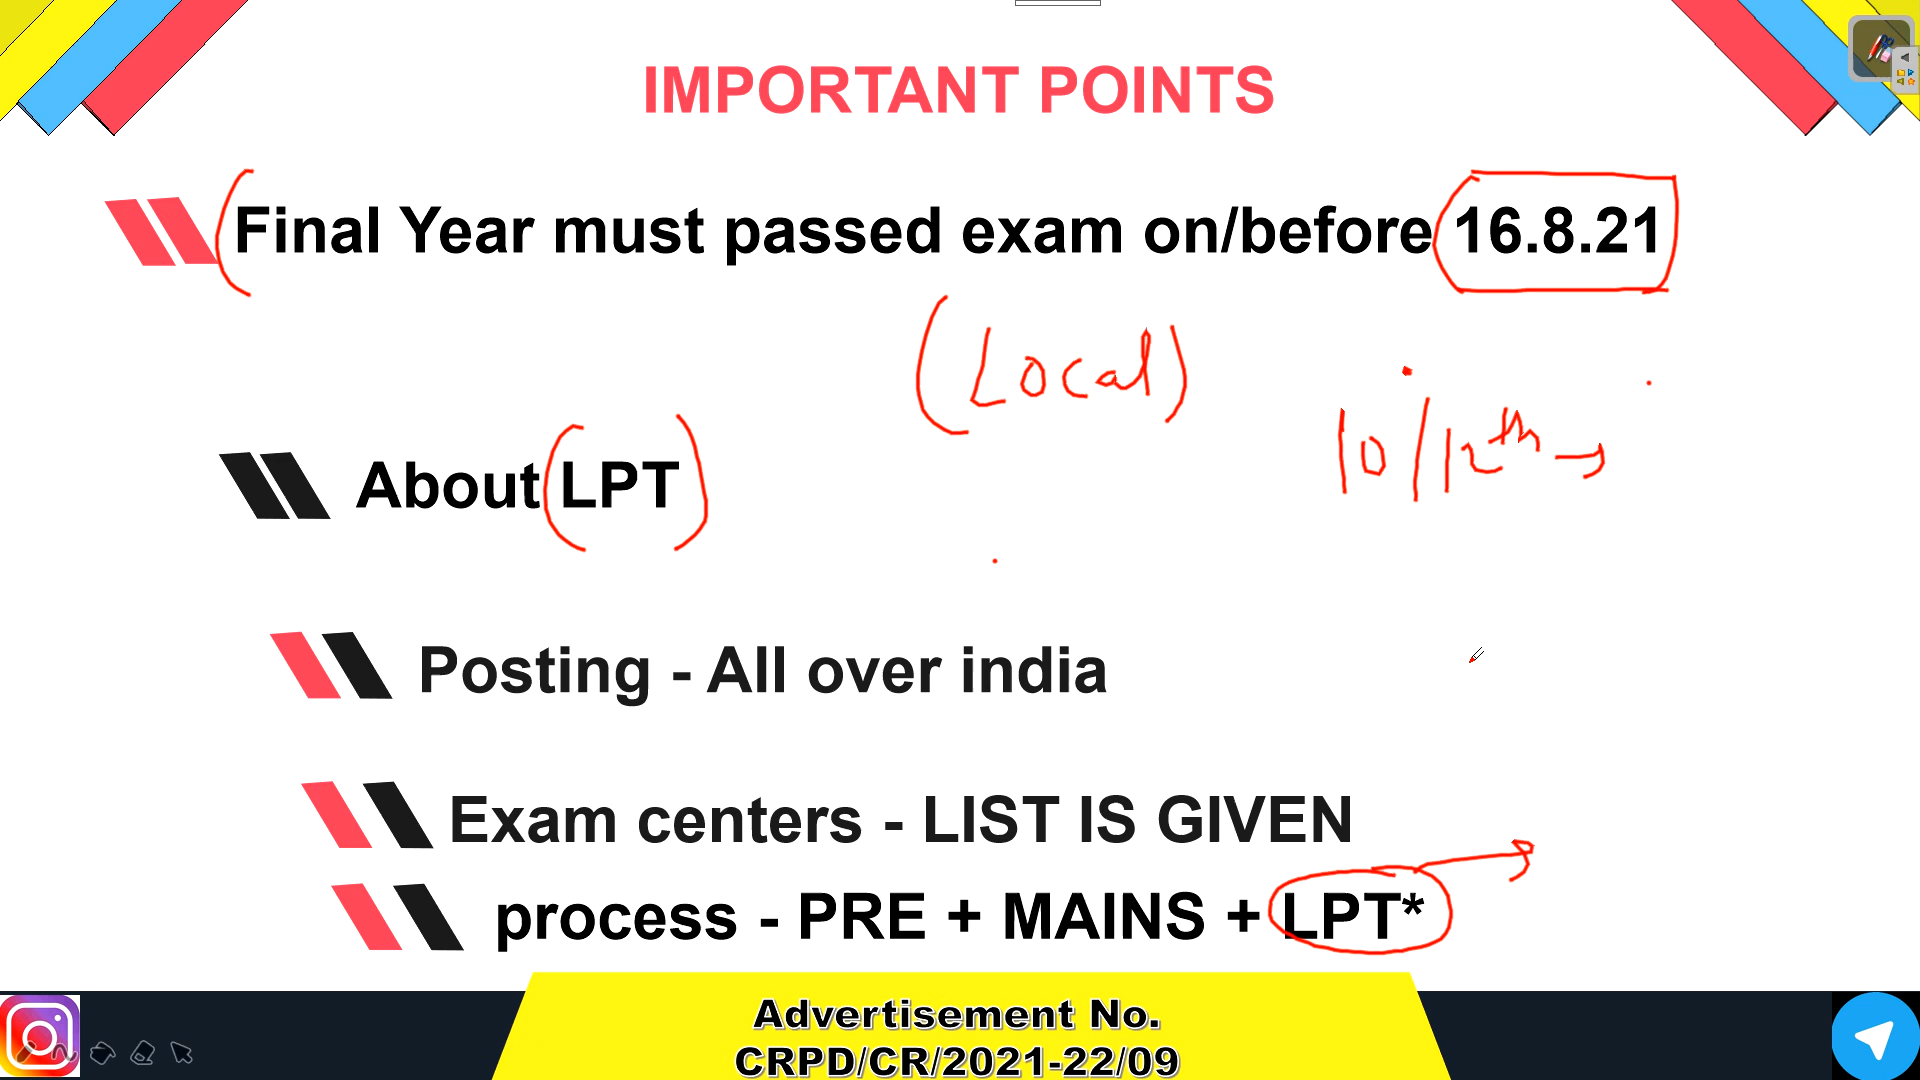 IMPORTANT POINTS
Final Year must passed exam on/before 16.8.21
(Local)
10/12th →
About LPT
Posting - All over india
Exam centers - LIST IS GIVEN
process - PRE + MAINS + LPT*
Advertisement No.
CRPD/CR/2021-22/09